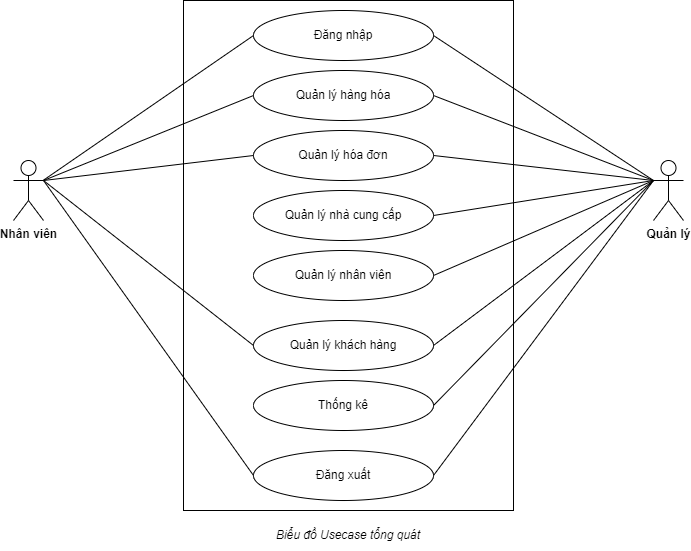 Đăng nhập
Quản lý hàng hóa
Quản lý hóa đơn
Quản lý nhà cung cấp
Nhân viên
Quản lý
Quản lý nhân viên
Quản lý khách hàng
Thống kê
Đăng xuất
Biểu đồ Usecase tổng quát